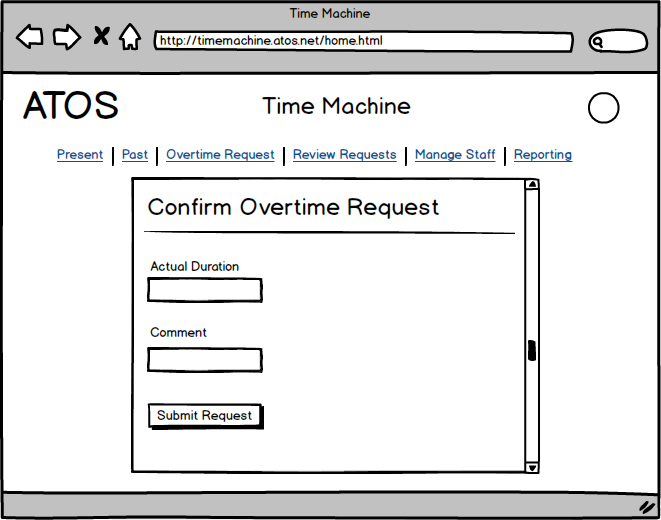 Time Machine
http://timemachine.atos.net/home.html
ATOS
Time Machine
Present | Past | Overtime Request | Review Requests | Manage Staff | Reporting
Confirm Overtime Request
Actual Duration
Comment
Submit Request